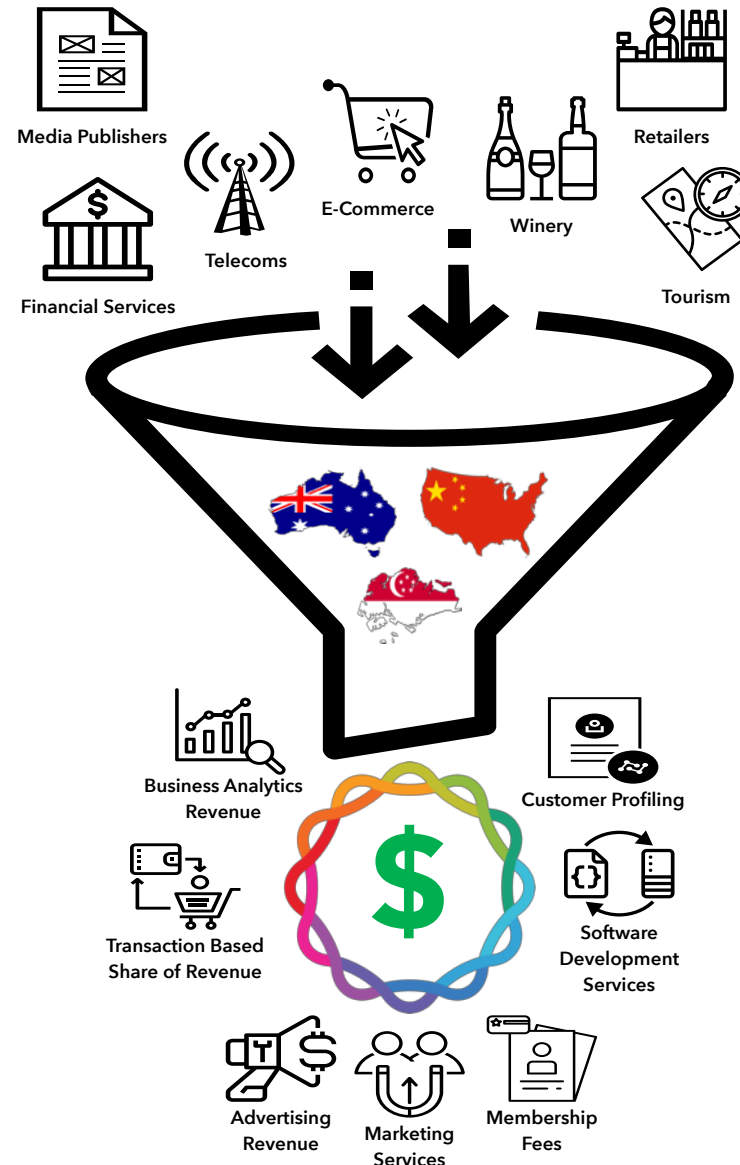 Media Publishers
Retailers
E-Commerce
Winery
Telecoms
$
Financial Services
Tourism
Business Analytics
Revenue
Customer Profiling
$
{}
Transaction Based
Share of Revenue
Software
Development
Services
$
Advertising
Revenue
Marketing
Services
Membership
Fees